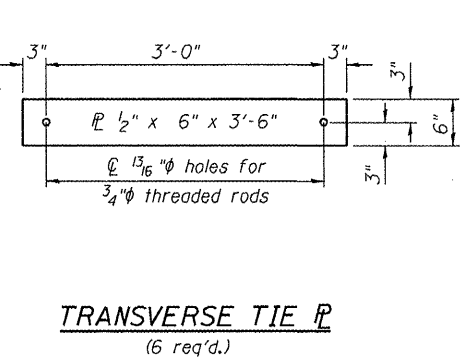 3" 3'-0" 3"
3"
℄ 1/2" x 6" x 3'-6"
6"
℄ 13/16"ϕ holes for
3"
3/4"ϕ threaded rods
TRANSVERSE TIE ⅊
(6 req'd.)